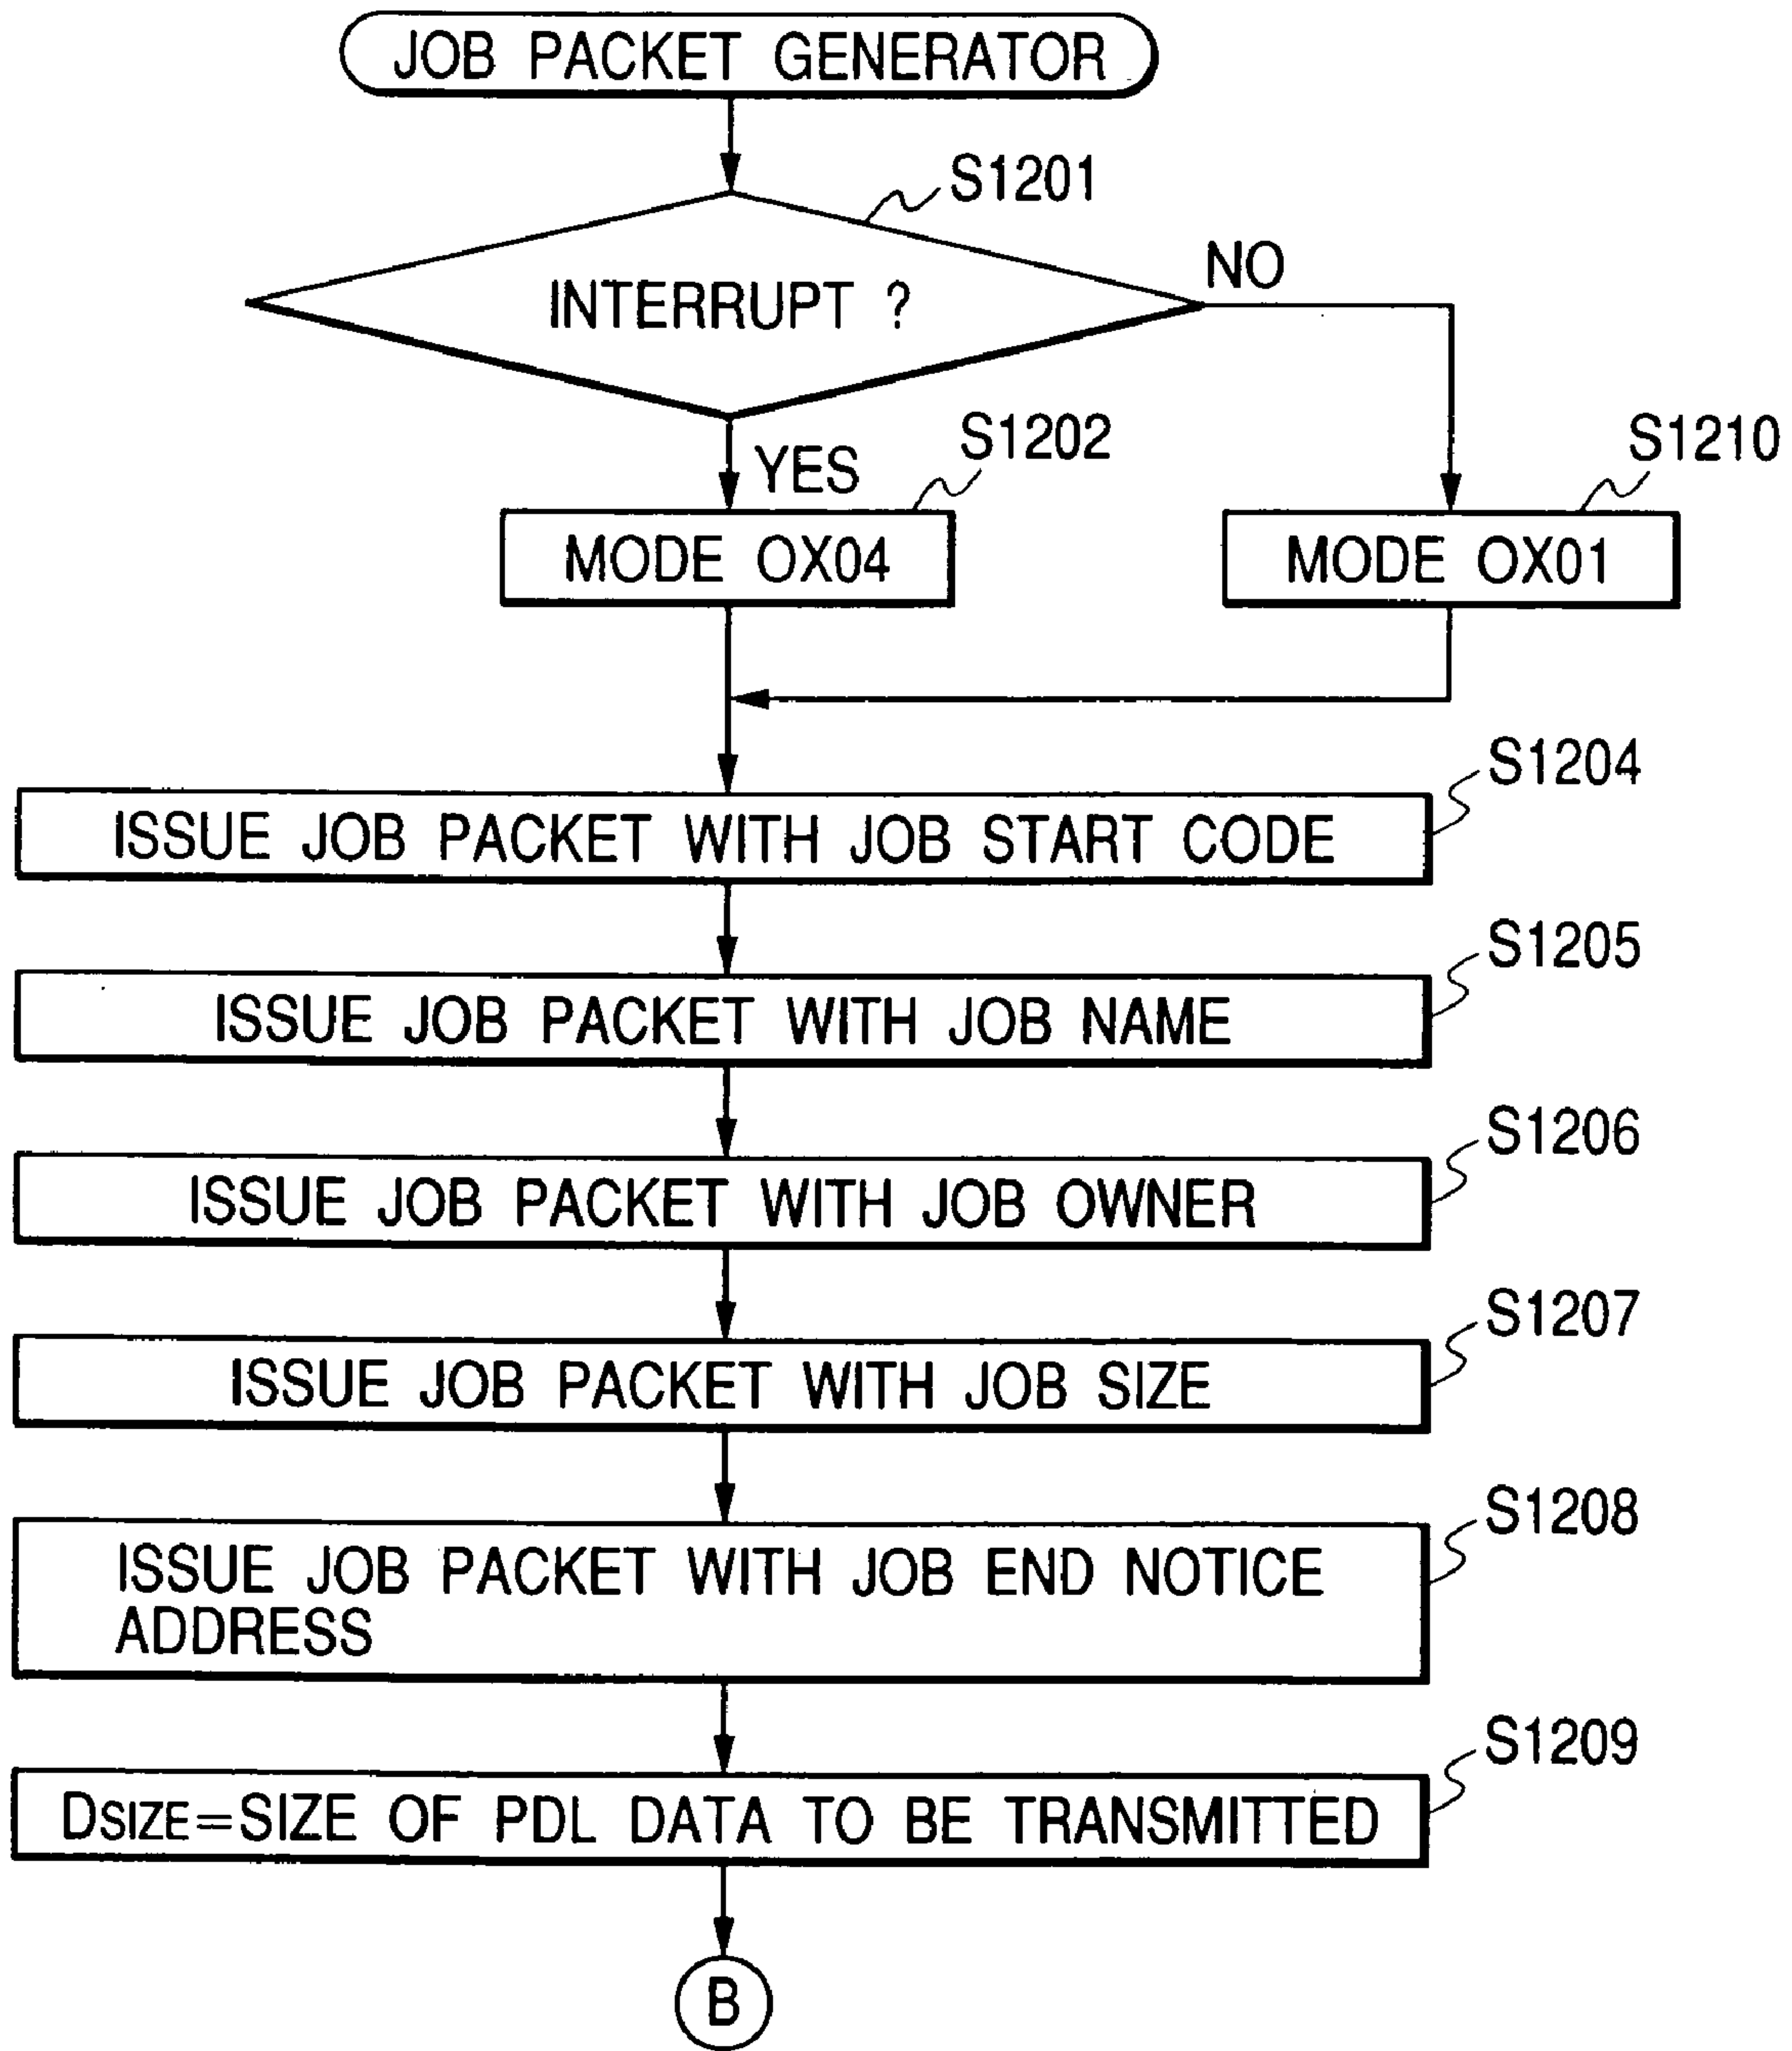 JOB PACKET GENERATOR
S1201
INTERRUPT ?
NO
YES
S1202
S1210
MODE OX04
MODE OX01
S1204
ISSUE JOB PACKET WITH JOB START CODE
S1205
ISSUE JOB PACKET WITH JOB NAME
S1206
ISSUE JOB PACKET WITH JOB OWNER
S1207
ISSUE JOB PACKET WITH JOB SIZE
S1208
ISSUE JOB PACKET WITH JOB END NOTICE
ADDRESS
S1209
DSIZE=SIZE OF PDL DATA TO BE TRANSMITTED
B